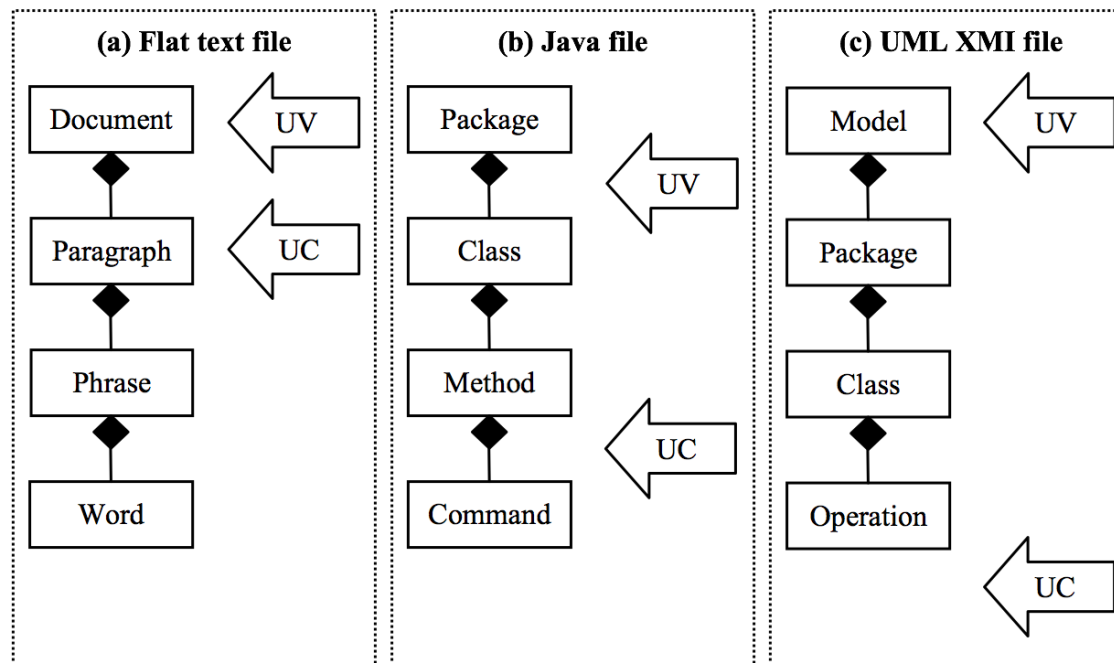 (a) Flat text file
Document
UV
Paragraph
UC
Phrase
Word
(b) Java file
Package
UV
Class
Method
UC
Command
(c) UML XMI file
Model
UV
Package
Class
Operation
UC